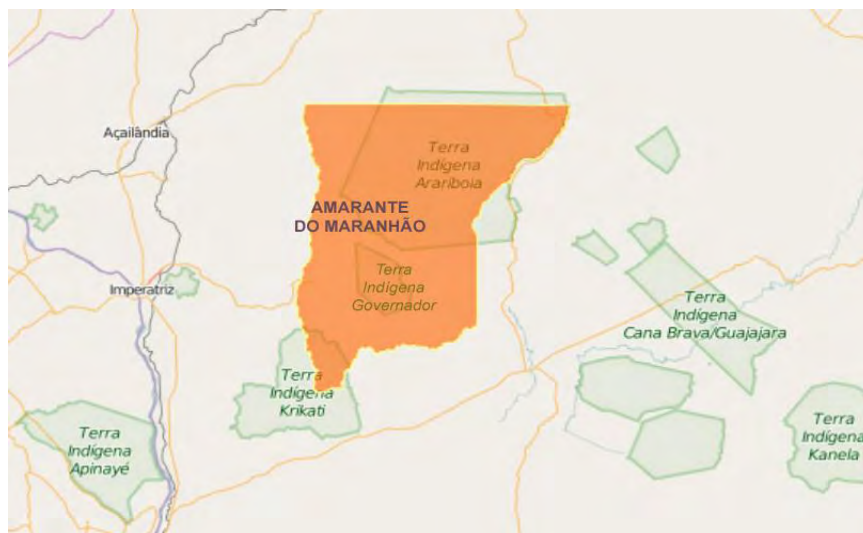 Açailândia
Terra
Indígena
Arariboia
AMARANTE
DO MARANHÃO
Terra
Indígena
Governador
Imperatriz
Terra
Indígena
Cana Brava/Guajajara
Terra
Indígena
Krikati
Terra
Indígena
Apinayé
Terra
Indígena
Kanela